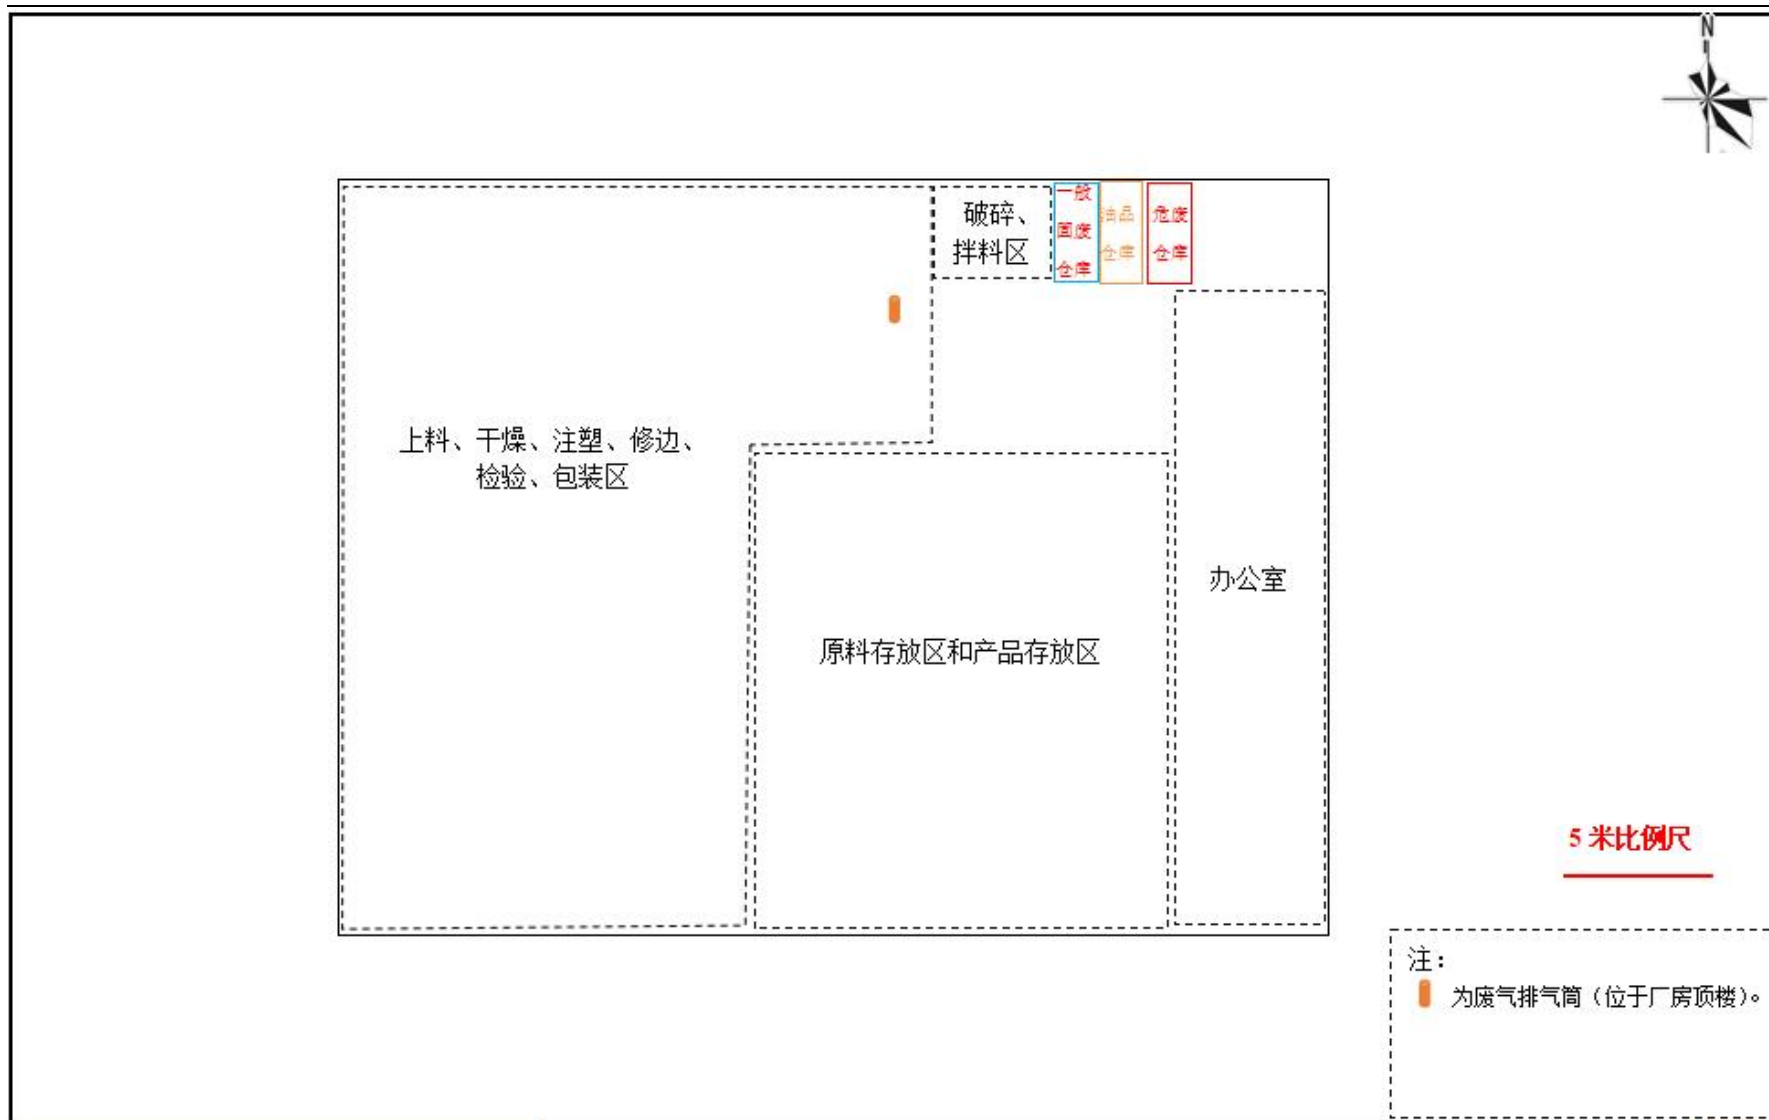 N
破碎、
拌料区
一般
固废
仓库
油品
仓库
危废
仓库
上料、干燥、注塑、修边、
检验、包装区
原料存放区和产品存放区
办公室
5 米比例尺
注：
为废气排气筒（位于厂房顶楼）。